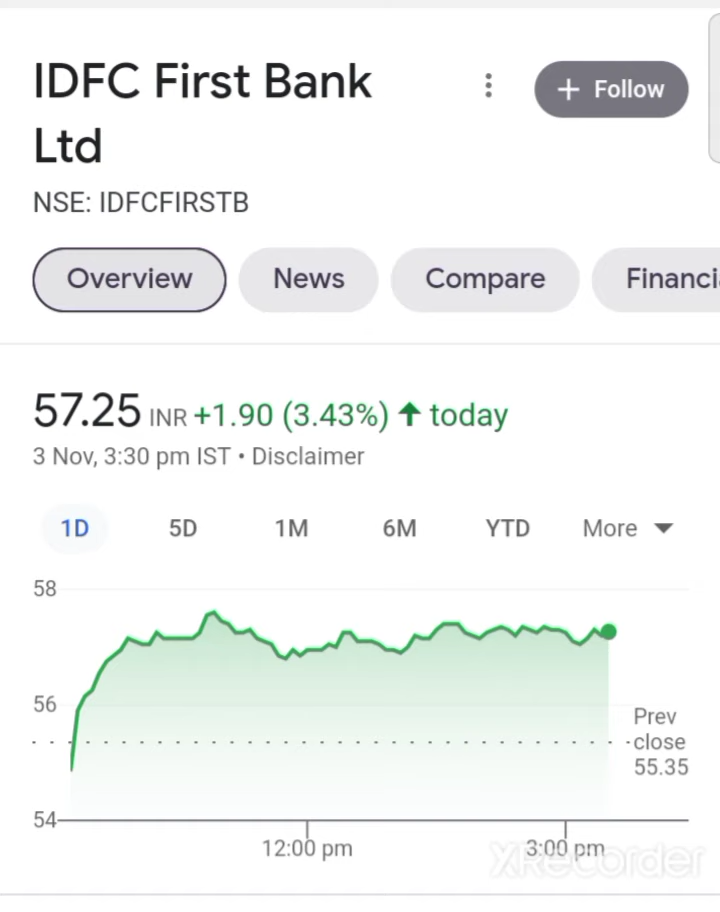 IDFC First Bank
Ltd
+ Follow
NSE: IDFCFIRSTB
Overview News Compare Financi
57.25 INR +1.90 (3.43%) ↑ today
3 Nov, 3:30 pm IST • Disclaimer
1D 5D 1M 6M YTD More
58
56
Prev
close
55.35
54
12:00 pm 3:00 pm
XRecorder